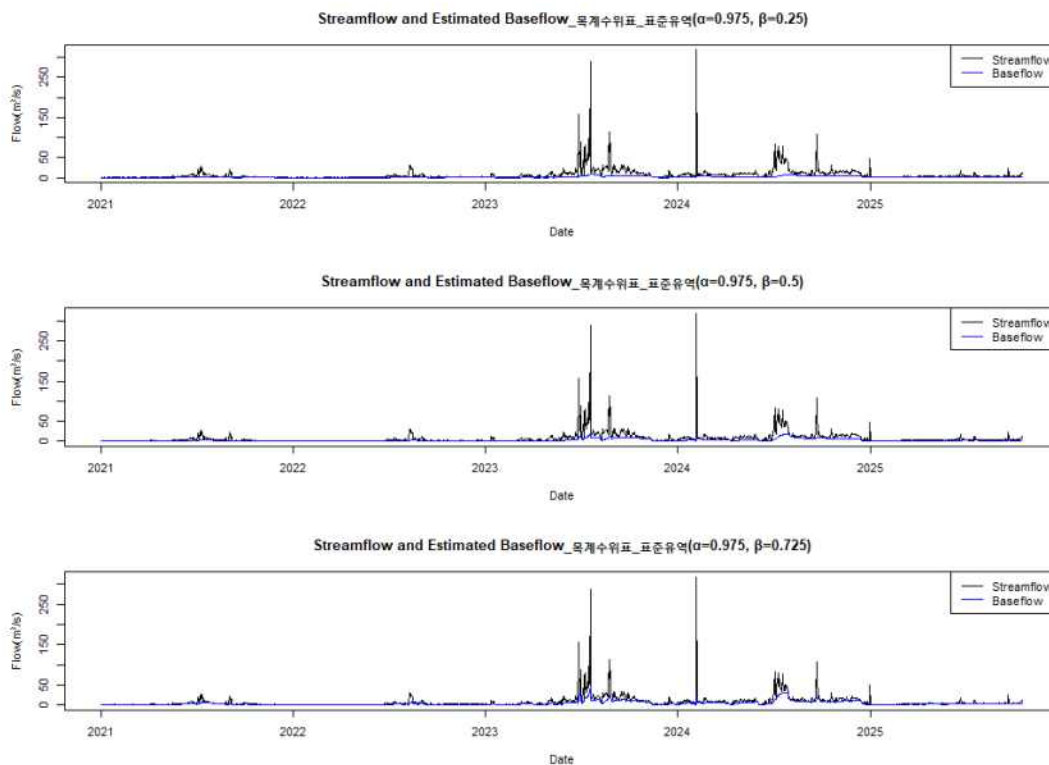 Streamflow and Estimated Baseflow_목계수위표_표준유역(α=0.975, β=0.25)
Flow(m³/s)
250
150
50
0
Streamflow
Baseflow
2021 2022 2023 2024 2025
Date
Streamflow and Estimated Baseflow_목계수위표_표준유역(α=0.975, β=0.5)
Flow(m³/s)
250
150
50
0
Streamflow
Baseflow
2021 2022 2023 2024 2025
Date
Streamflow and Estimated Baseflow_목계수위표_표준유역(α=0.975, β=0.725)
Flow(m³/s)
250
150
50
0
Streamflow
Baseflow
2021 2022 2023 2024 2025
Date